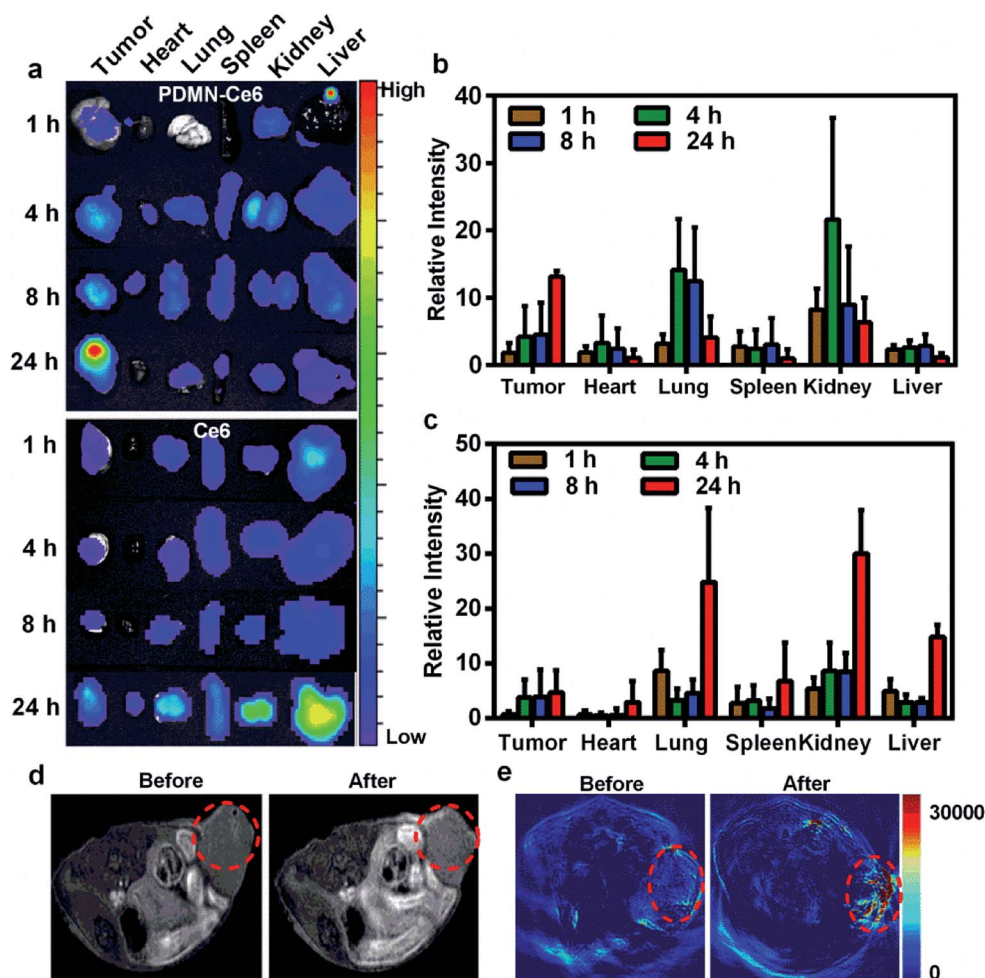 a
Tumor Heart Lung Spleen Kidney Liver
PDMN-Ce6
High
1 h
4 h
8 h
24 h
Ce6
1 h
4 h
8 h
24 h
Low
b
Relative Intensity
40
30
20
10
0
1 h 4 h
8 h 24 h
Tumor Heart Lung Spleen Kidney Liver
c
Relative Intensity
50
40
30
20
10
0
1 h 4 h
8 h 24 h
Tumor Heart Lung Spleen Kidney Liver
d
Before After
e
Before After
30000
0